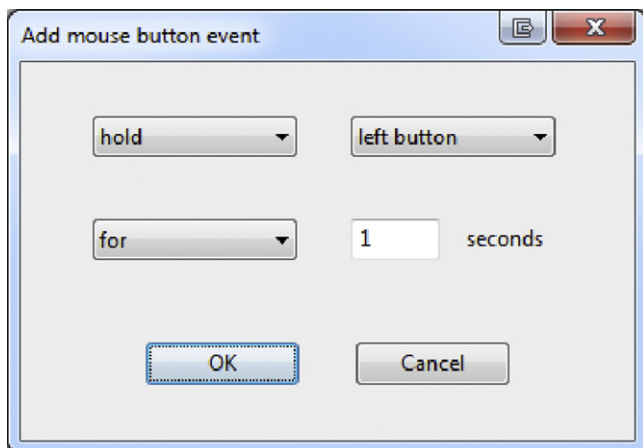 Add mouse button event
hold left button
for 1 seconds
OK Cancel